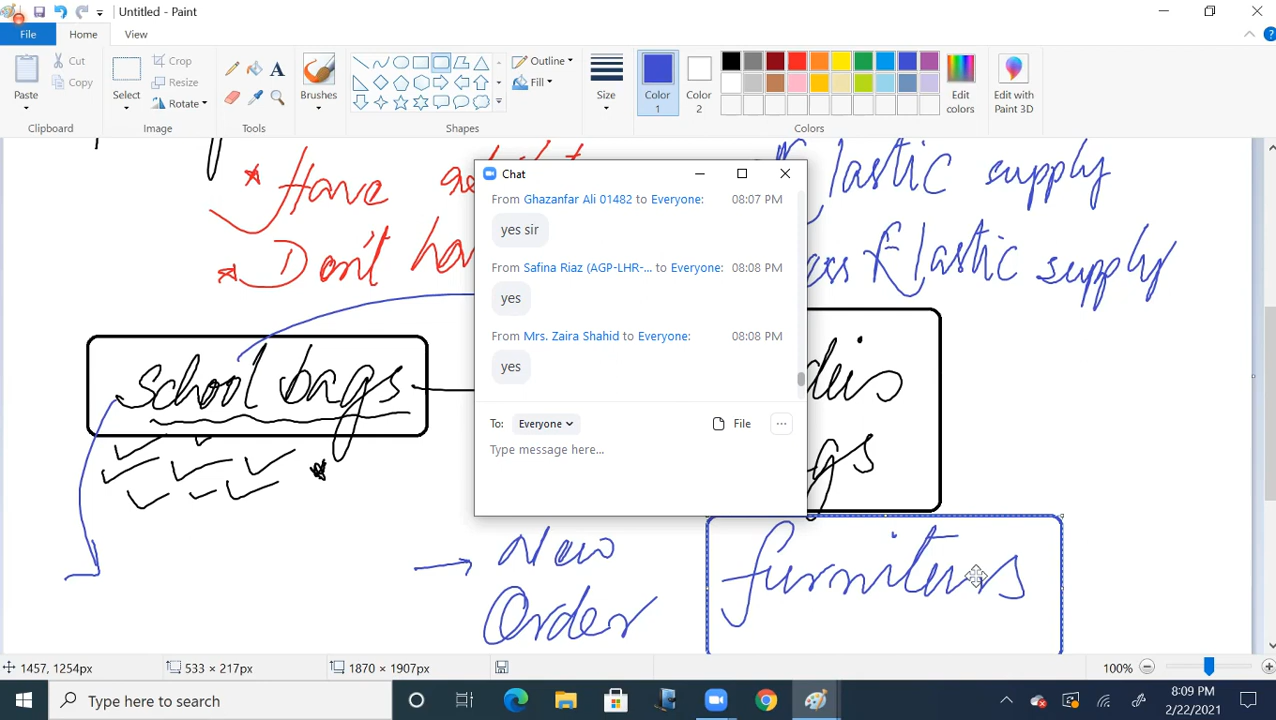 Untitled - Paint
File
Home
View
Paste
Cut
Copy
Clipboard
Select
Crop
Resize
Rotate
Image
Tools
Brushes
Outline
Fill
Shapes
Size
Color
1
Color
2
Edit
colors
Edit with
Paint 3D
Colors
* Have
* Don't
lastic supply
Elastic supply
school bags
gs
→ New
Order
furniturs
Chat
From Ghazanfar Ali 01482 to Everyone:
08:07 PM
yes sir
From Safina Riaz (AGP-LHR-... to Everyone:
08:08 PM
yes
From Mrs. Zaira Shahid to Everyone:
08:08 PM
yes
To:
Everyone
File
...
Type message here...
1457, 1254px
533 × 217px
1870 × 1907px
100%
Type here to search
8:09 PM
2/22/2021